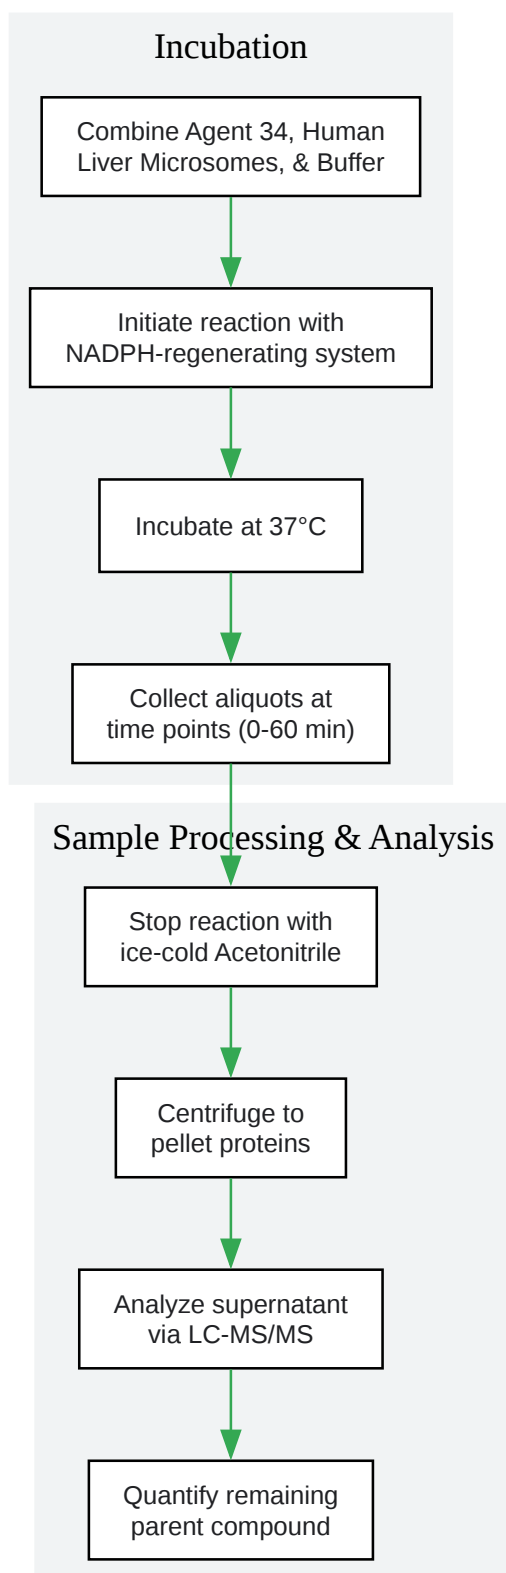 Incubation
Combine Agent 34, Human
Liver Microsomes, & Buffer
Initiate reaction with
NADPH-regenerating system
Incubate at 37°C
Collect aliquots at
time points (0-60 min)
Sample Processing & Analysis
Stop reaction with
ice-cold Acetonitrile
Centrifuge to
pellet proteins
Analyze supernatant
via LC-MS/MS
Quantify remaining
parent compound